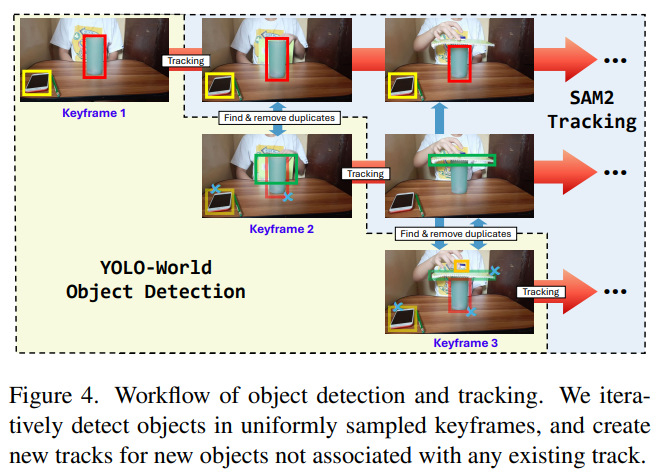 Tracking
Find & remove duplicates
Keyframe 1
SAM2
Tracking
Tracking
Keyframe 2
Find & remove duplicates
YOLO-World
Object Detection
Tracking
Keyframe 3
Figure 4. Workflow of object detection and tracking. We itera-
tively detect objects in uniformly sampled keyframes, and create
new tracks for new objects not associated with any existing track.